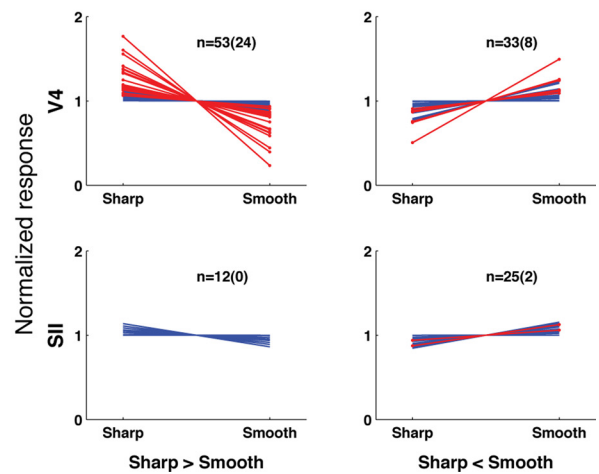 Normalized response
V4
2
1
0
n=53(24)
Sharp
Smooth
2
1
0
n=33(8)
Sharp
Smooth
SII
2
1
0
n=12(0)
Sharp
Smooth
Sharp > Smooth
2
1
0
n=25(2)
Sharp
Smooth
Sharp < Smooth